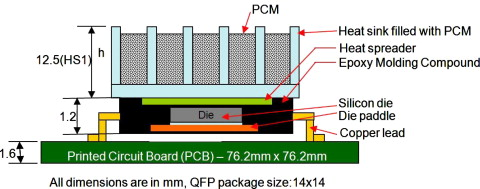 PCM
h
12.5(HS1)
Heat sink filled with PCM
Heat spreader
Epoxy Molding Compound
Silicon die
Die
Die paddle
1.2
Copper lead
1.6
Printed Circuit Board (PCB) – 76.2mm x 76.2mm
All dimensions are in mm, QFP package size:14x14